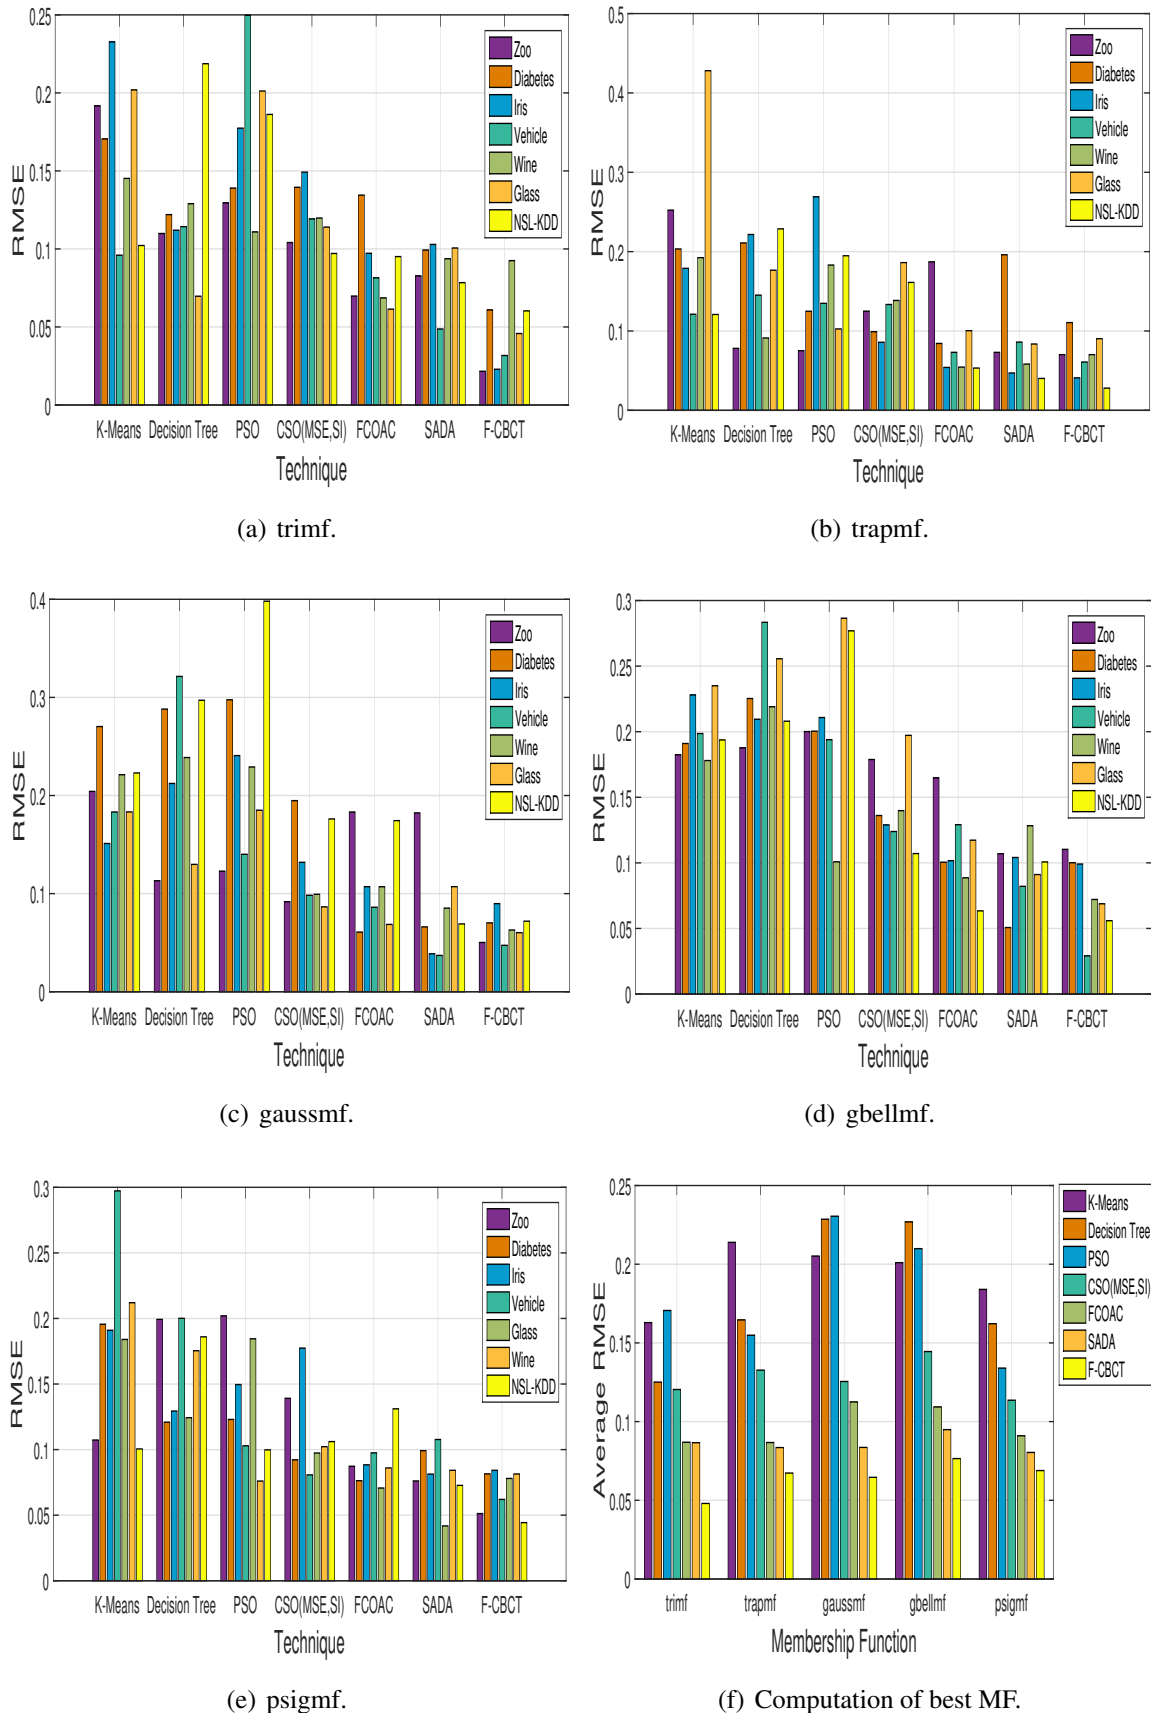 0.25
0.2
0.15
0.1
0.05
0
RMSE
Zoo
Diabetes
Iris
Vehicle
Wine
Glass
NSL-KDD
K-Means Decision Tree PSO CSO(MSE,SI) FCOAC SADA F-CBCT
Technique
(a) trimf.
0.5
0.4
0.3
0.2
0.1
0
RMSE
Zoo
Diabetes
Iris
Vehicle
Wine
Glass
NSL-KDD
K-Means Decision Tree PSO CSO(MSE,SI) FCOAC SADA F-CBCT
Technique
(b) trapmf.
0.4
0.3
0.2
0.1
0
RMSE
Zoo
Diabetes
Iris
Vehicle
Wine
Glass
NSL-KDD
K-Means Decision Tree PSO CSO(MSE,SI) FCOAC SADA F-CBCT
Technique
(c) gaussmf.
0.3
0.25
0.2
0.15
0.1
0.05
0
RMSE
Zoo
Diabetes
Iris
Vehicle
Wine
Glass
NSL-KDD
K-Means Decision Tree PSO CSO(MSE,SI) FCOAC SADA F-CBCT
Technique
(d) gbellmf.
0.3
0.25
0.2
0.15
0.1
0.05
0
RMSE
Zoo
Diabetes
Iris
Vehicle
Glass
Wine
NSL-KDD
K-Means Decision Tree PSO CSO(MSE,SI) FCOAC SADA F-CBCT
Technique
(e) psigmf.
0.25
0.2
0.15
0.1
0.05
0
Average RMSE
K-Means
Decision Tree
PSO
CSO(MSE,SI)
FCOAC
SADA
F-CBCT
trimf trapmf gaussmf gbellmf psigmf
Membership Function
(f) Computation of best MF.